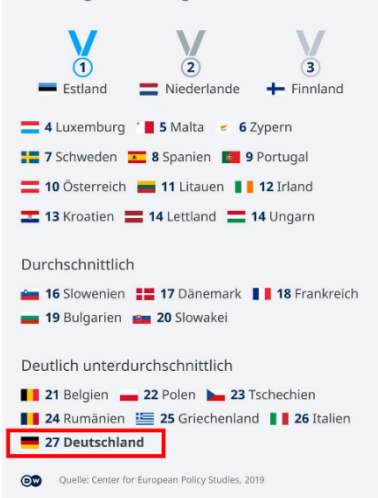 1 2 3
Estland Niederlande Finnland
4 Luxemburg 5 Malta 6 Zypern
7 Schweden 8 Spanien 9 Portugal
10 Österreich 11 Litauen 12 Irland
13 Kroatien 14 Lettland 14 Ungarn
Durchschnittlich
16 Slowenien 17 Dänemark 18 Frankreich
19 Bulgarien 20 Slowakei
Deutlich unterdurchschnittlich
21 Belgien 22 Polen 23 Tschechien
24 Rumänien 25 Griechenland 26 Italien
27 Deutschland
DW Quelle: Center for European Policy Studies, 2019